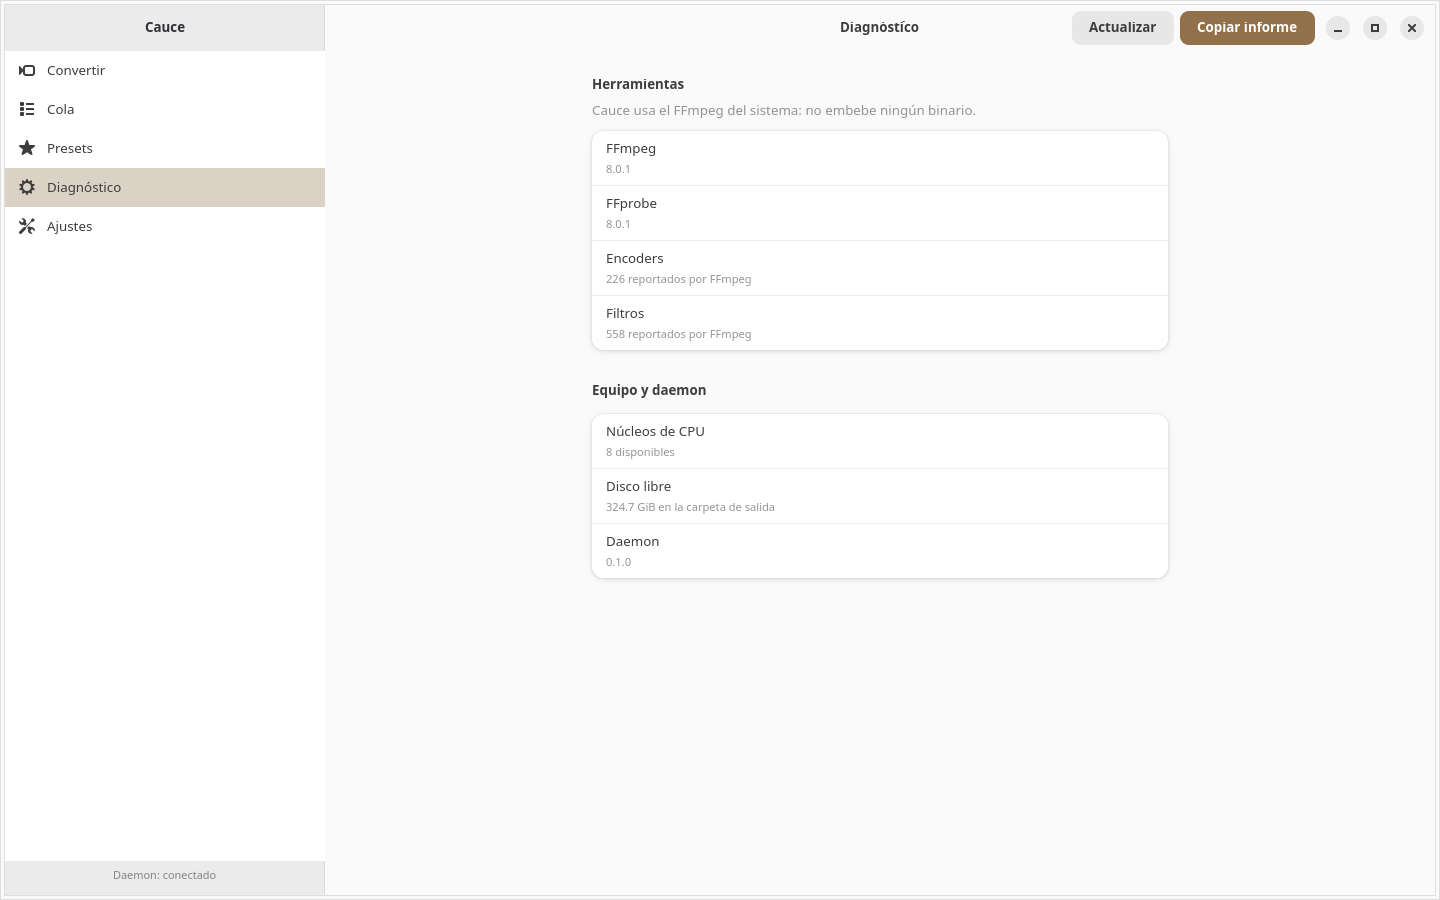 Cauce
Diagnóstico
Actualizar
Copiar informe
Convertir
Cola
Presets
Diagnóstico
Ajustes
Herramientas
Cauce usa el FFmpeg del sistema: no embebe ningún binario.
FFmpeg
8.0.1
FFprobe
8.0.1
Encoders
226 reportados por FFmpeg
Filtros
558 reportados por FFmpeg
Equipo y daemon
Núcleos de CPU
8 disponibles
Disco libre
324.7 GiB en la carpeta de salida
Daemon
0.1.0
Daemon: conectado